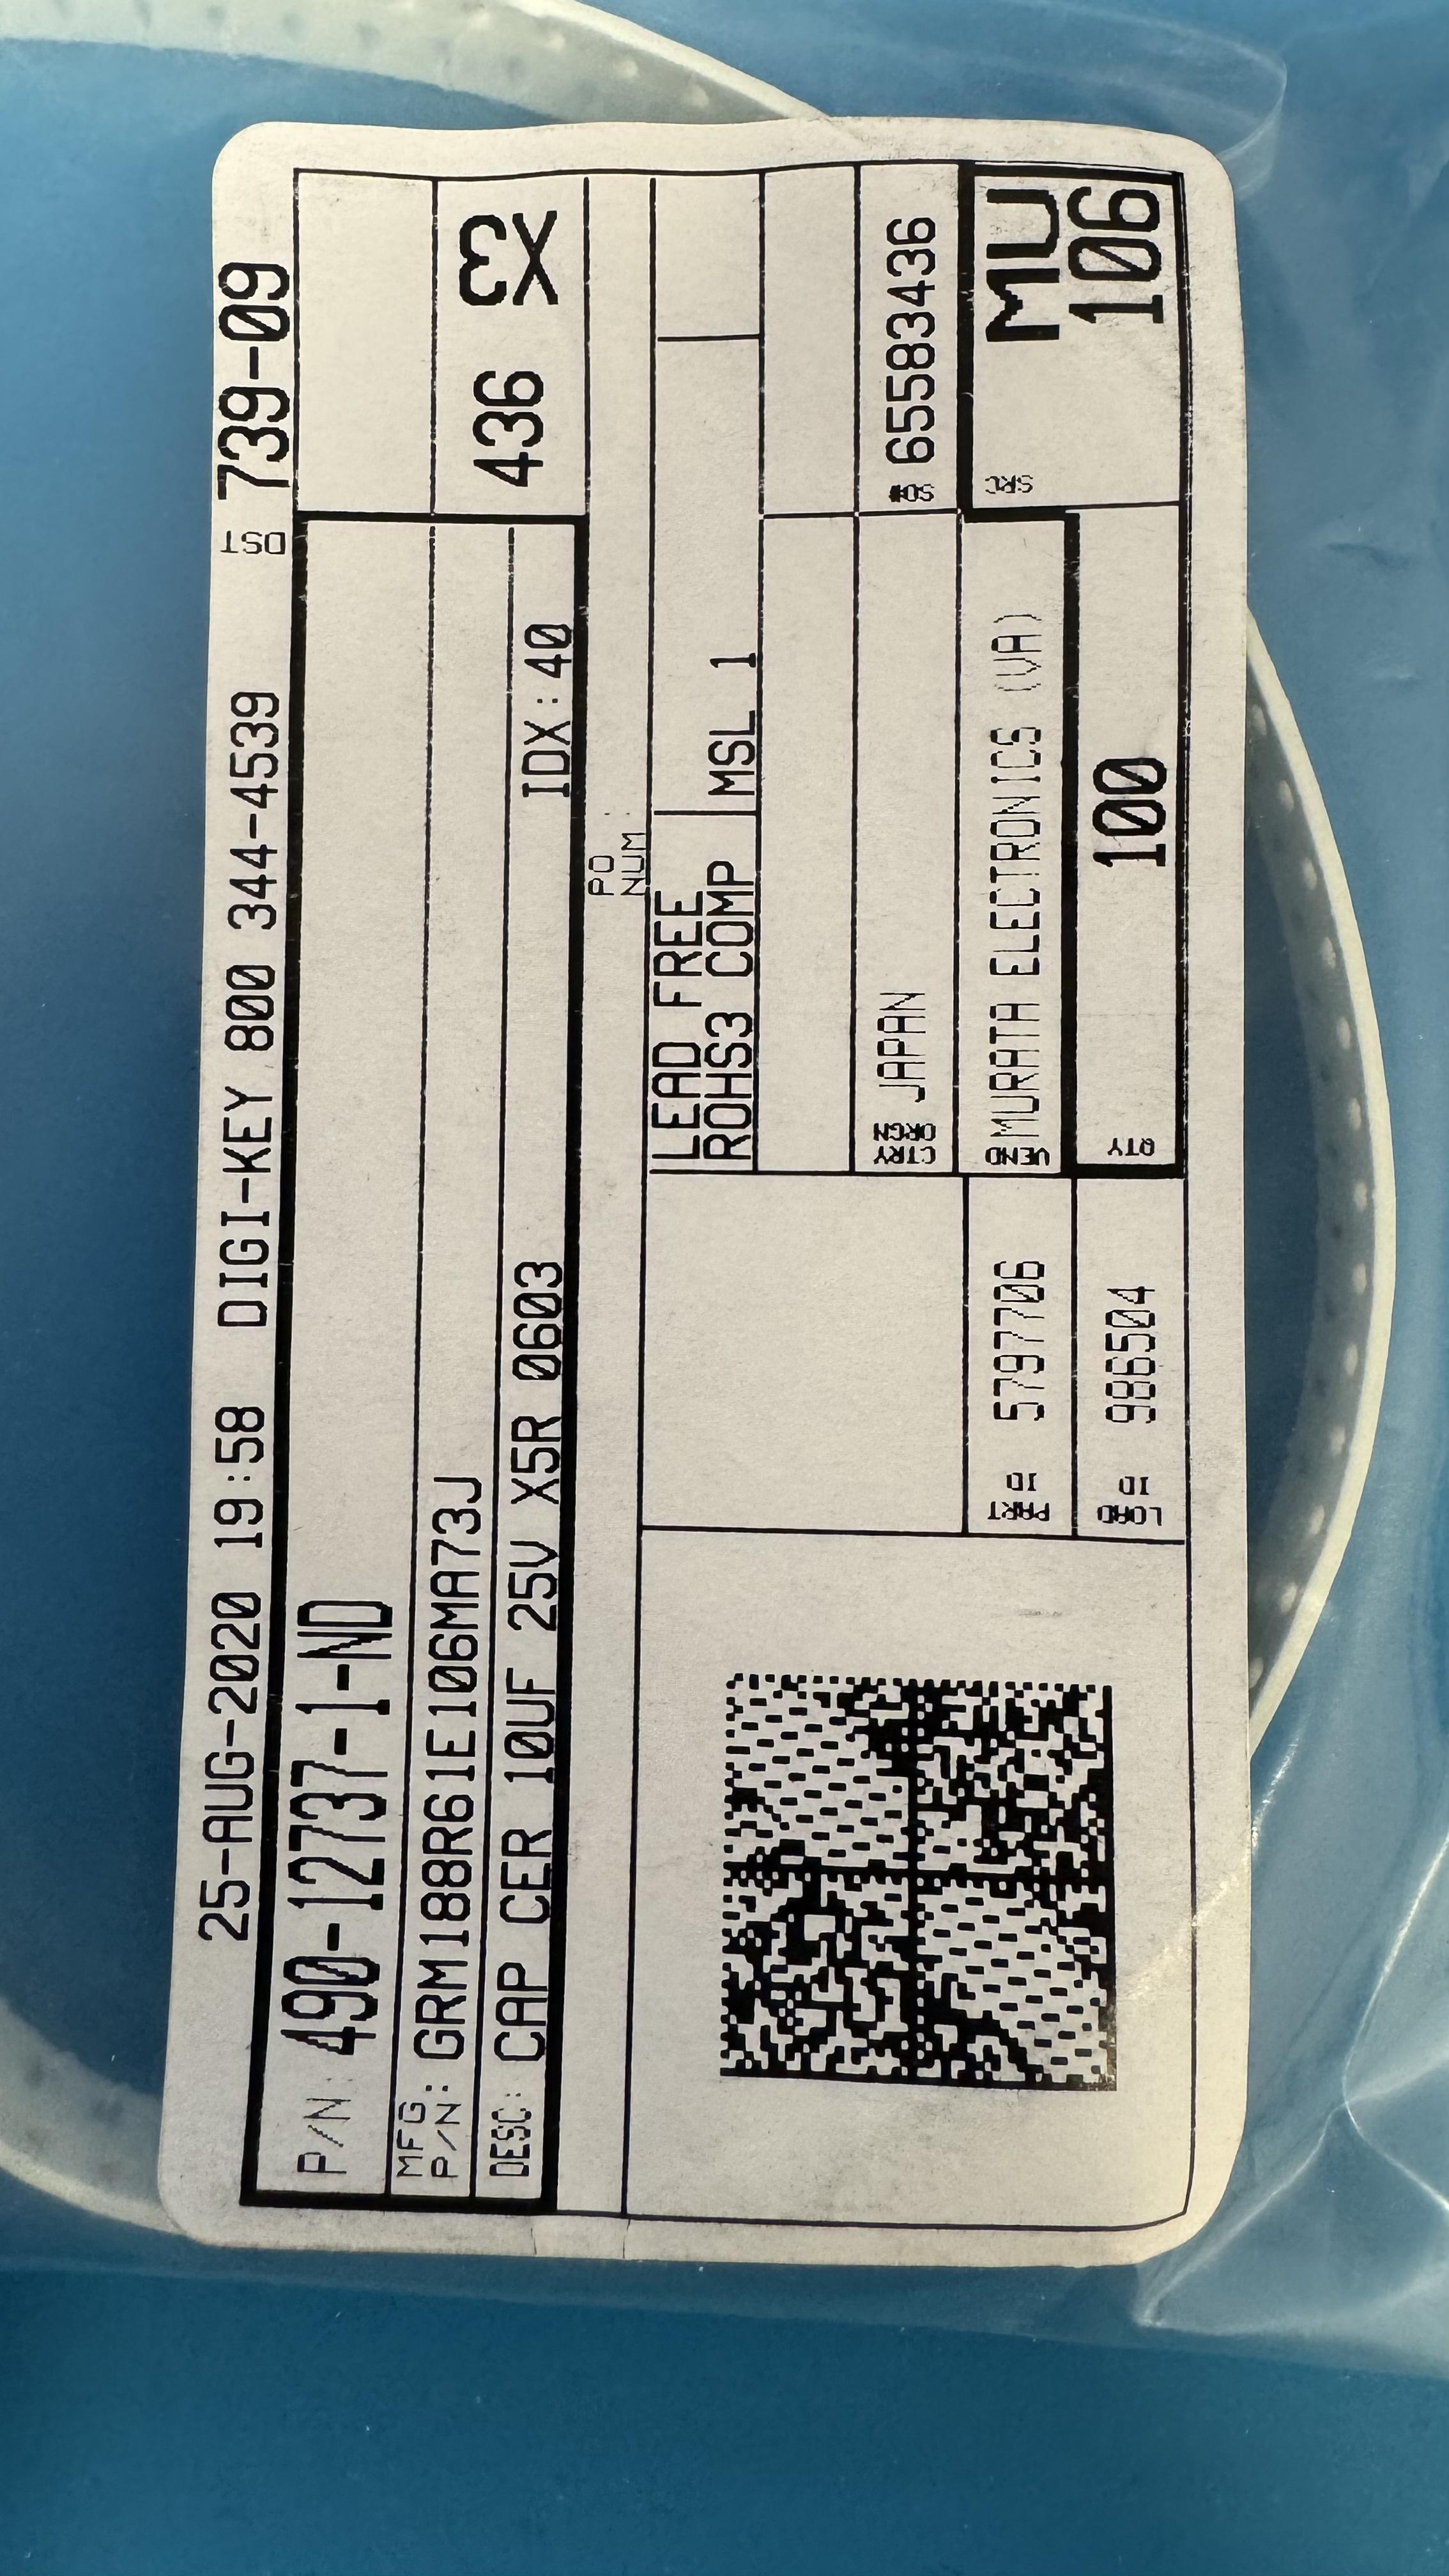 25-AUG-2020 19:58 DIGI-KEY 800 344-4539 DST 739-09
P/N: 490-12737-1-ND
MFG P/N: GRM188R61E106MA73J
DESC: CAP CER 10UF 25V X5R 0603 IDX:40
436 EX
PO NUM:
LEAD FREE
ROHS3 COMP
MSL 1
CTRY ORGN JAPAN
SO# 65583436
PART ID 5797706
VEND MURATA ELECTRONICS (VA)
SRC MU
106
LOAD ID 986504
QTY 100